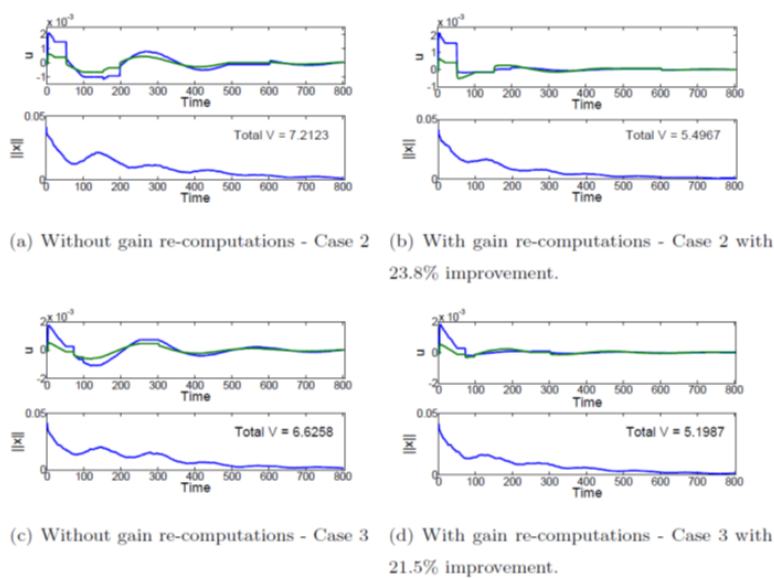 x 10⁻³
2
1
0
-1
u
0 100 200 300 400 500 600 700 800
Time
0.05
0
||x||
Total V = 7.2123
0 100 200 300 400 500 600 700 800
Time
(a) Without gain re-computations - Case 2
x 10⁻³
2
1
0
-1
u
0 100 200 300 400 500 600 700 800
Time
0.05
0
||x||
Total V = 5.4967
0 100 200 300 400 500 600 700 800
Time
(b) With gain re-computations - Case 2 with
23.8% improvement.
x 10⁻³
2
0
-2
u
0 100 200 300 400 500 600 700 800
Time
0.05
0
||x||
Total V = 6.6258
0 100 200 300 400 500 600 700 800
Time
(c) Without gain re-computations - Case 3
x 10⁻³
2
0
-2
u
0 100 200 300 400 500 600 700 800
Time
0.05
0
||x||
Total V = 5.1987
0 100 200 300 400 500 600 700 800
Time
(d) With gain re-computations - Case 3 with
21.5% improvement.